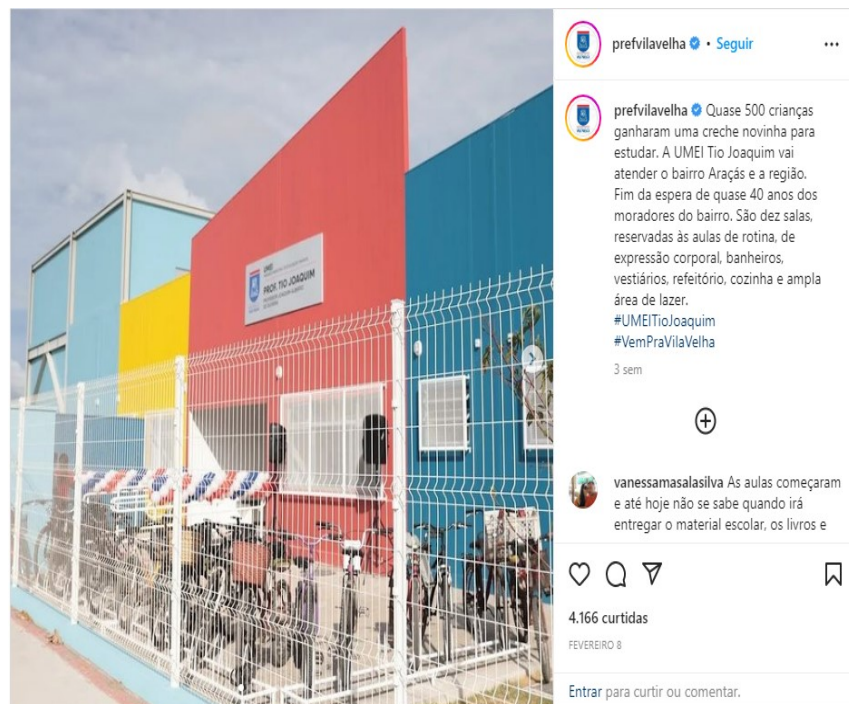 UMEI
PROF. TIO JOAQUIM
prefvilavelha • Seguir
prefvilavelha Quase 500 crianças
ganharam uma creche novinha para
estudar. A UMEI Tio Joaquim vai
atender o bairro Araçás e a região.
Fim da espera de quase 40 anos dos
moradores do bairro. São dez salas,
reservadas às aulas de rotina, de
expressão corporal, banheiros,
vestiários, refeitório, cozinha e ampla
área de lazer.
#UMEITioJoaquim
#VemPraVilaVelha
3 sem
vanessamasalasilva As aulas começaram
e até hoje não se sabe quando irá
entregar o material escolar, os livros e
4.166 curtidas
FEVEREIRO 8
Entrar para curtir ou comentar.